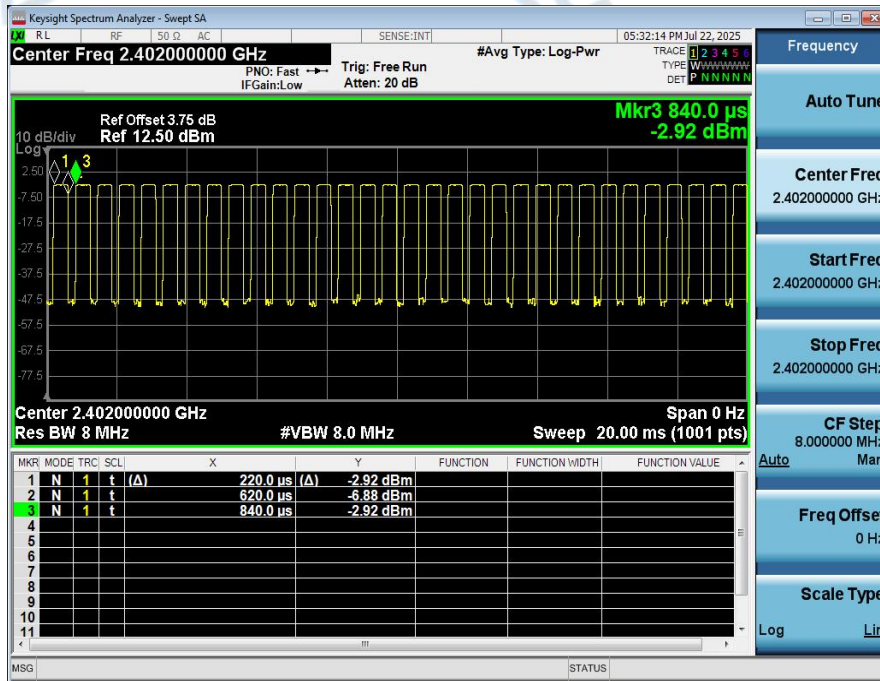 Keysight Spectrum Analyzer - Swept SA
LXI RL RF 50 Ω AC SENSE:INT 05:32:14 PM Jul 22, 2025
Center Freq 2.402000000 GHz #Avg Type: Log-Pwr TRACE 1 2 3 4 5 6
PNO: Fast Trig: Free Run TYPE WWWWWW
IFGain:Low Atten: 20 dB DET P N N N N N
Mkr3 840.0 µs
-2.92 dBm
Ref Offset 3.75 dB
10 dB/div Ref 12.50 dBm
Log
1 3
2.50
-7.50
-17.5
-27.5
-37.5
-47.5
-57.5
-67.5
-77.5
Center 2.402000000 GHz Span 0 Hz
Res BW 8 MHz #VBW 8.0 MHz Sweep 20.00 ms (1001 pts)
MKR MODE TRC SCL X Y FUNCTION FUNCTION WIDTH FUNCTION VALUE
1 N 1 t (Δ) 220.0 µs (Δ) -2.92 dBm
2 N 1 t 620.0 µs -6.88 dBm
3 N 1 t 840.0 µs -2.92 dBm
4
5
6
7
8
9
10
11
MSG STATUS
Frequency
Auto Tune
Center Freq
2.402000000 GHz
Start Freq
2.402000000 GHz
Stop Freq
2.402000000 GHz
CF Step
8.000000 MHz
Auto Man
Freq Offset
0 Hz
Scale Type
Log Lin